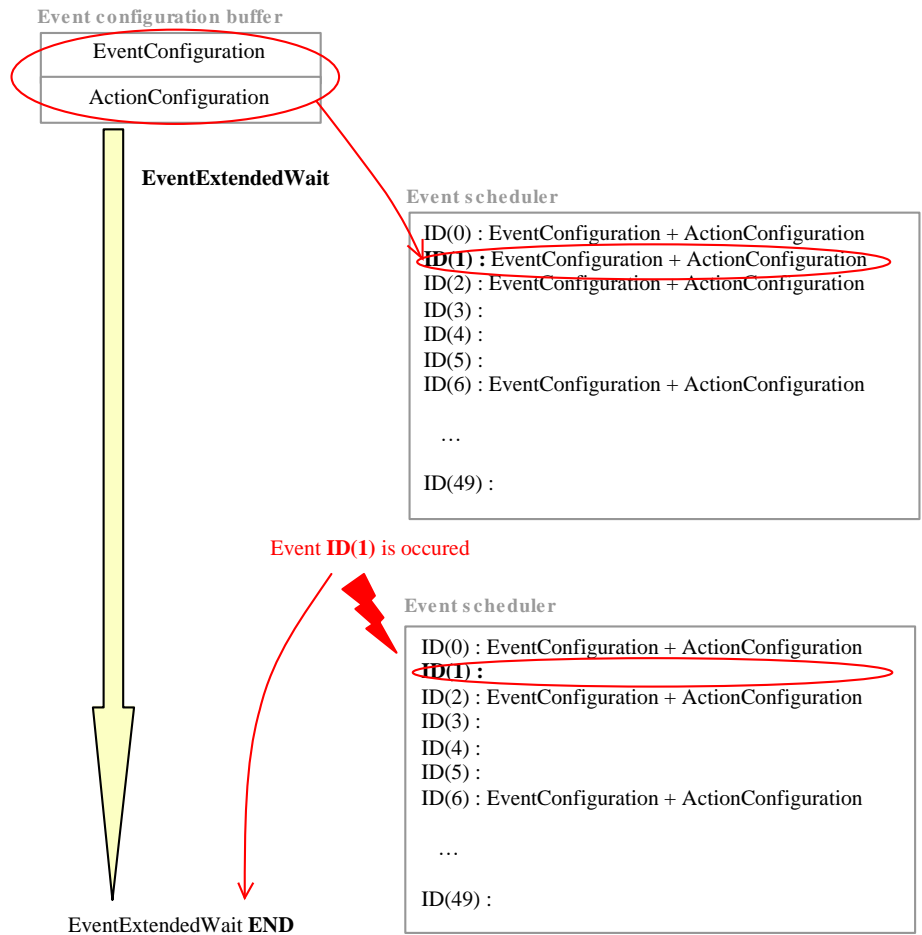 Event configuration buffer
EventConfiguration
ActionConfiguration
EventExtendedWait
Event scheduler
ID(0) : EventConfiguration + ActionConfiguration
ID(1) : EventConfiguration + ActionConfiguration
ID(2) : EventConfiguration + ActionConfiguration
ID(3) :
ID(4) :
ID(5) :
ID(6) : EventConfiguration + ActionConfiguration
…
ID(49) :
Event ID(1) is occured
Event scheduler
ID(0) : EventConfiguration + ActionConfiguration
ID(1) :
ID(2) : EventConfiguration + ActionConfiguration
ID(3) :
ID(4) :
ID(5) :
ID(6) : EventConfiguration + ActionConfiguration
…
ID(49) :
EventExtendedWait END